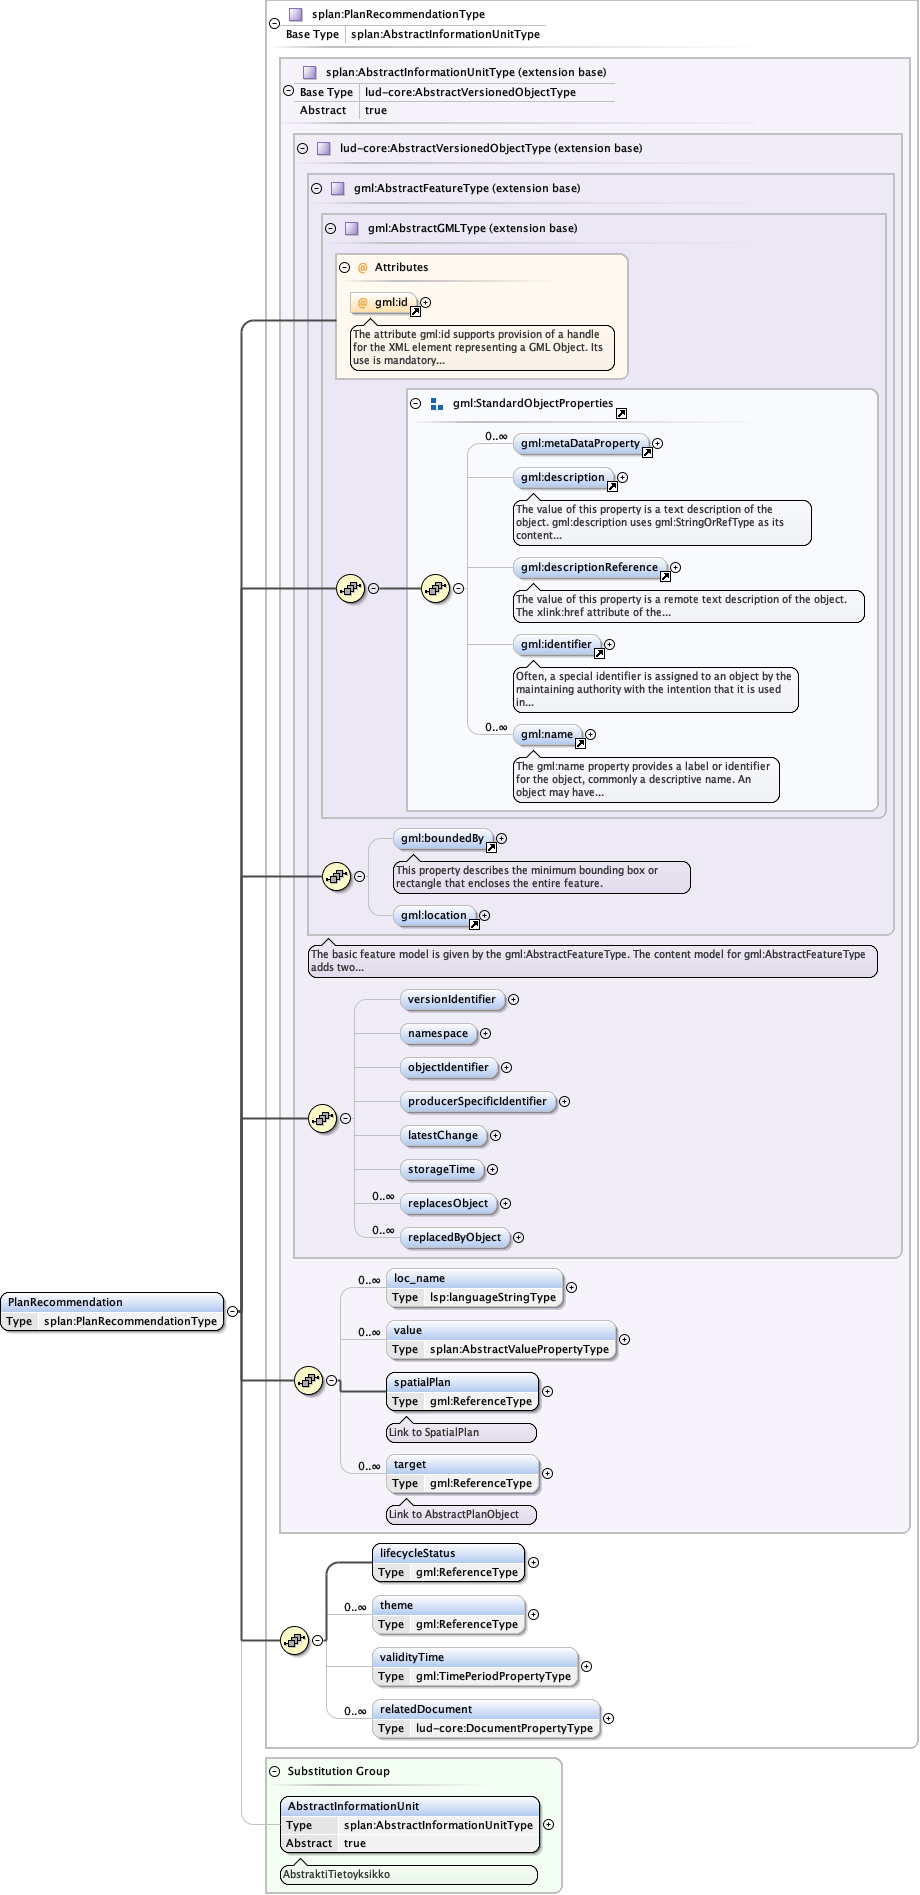 splan:PlanRecommendationType
Base Type splan:AbstractInformationUnitType
splan:AbstractInformationUnitType (extension base)
Base Type lud-core:AbstractVersionedObjectType
Abstract true
lud-core:AbstractVersionedObjectType (extension base)
gml:AbstractFeatureType (extension base)
gml:AbstractGMLType (extension base)
@ Attributes
@ gml:id
The attribute gml:id supports provision of a handle
for the XML element representing a GML Object. Its
use is mandatory...
gml:StandardObjectProperties
0..∞ gml:metaDataProperty
gml:description
The value of this property is a text description of the
object. gml:description uses gml:StringOrRefType as its
content...
gml:descriptionReference
The value of this property is a remote text description of the object.
The xlink:href attribute of the...
gml:identifier
Often, a special identifier is assigned to an object by the
maintaining authority with the intention that it is used
in...
0..∞ gml:name
The gml:name property provides a label or identifier
for the object, commonly a descriptive name. An
object may have...
gml:boundedBy
This property describes the minimum bounding box or
rectangle that encloses the entire feature.
gml:location
The basic feature model is given by the gml:AbstractFeatureType. The content model for gml:AbstractFeatureType
adds two...
versionIdentifier
namespace
objectIdentifier
producerSpecificIdentifier
latestChange
storageTime
0..∞ replacesObject
0..∞ replacedByObject
PlanRecommendation
Type splan:PlanRecommendationType
0..∞ loc_name
Type lsp:languageStringType
0..∞ value
Type splan:AbstractValuePropertyType
spatialPlan
Type gml:ReferenceType
Link to SpatialPlan
0..∞ target
Type gml:ReferenceType
Link to AbstractPlanObject
lifecycleStatus
Type gml:ReferenceType
0..∞ theme
Type gml:ReferenceType
validityTime
Type gml:TimePeriodPropertyType
0..∞ relatedDocument
Type lud-core:DocumentPropertyType
Substitution Group
AbstractInformationUnit
Type splan:AbstractInformationUnitType
Abstract true
AbstraktiTietoyksikko